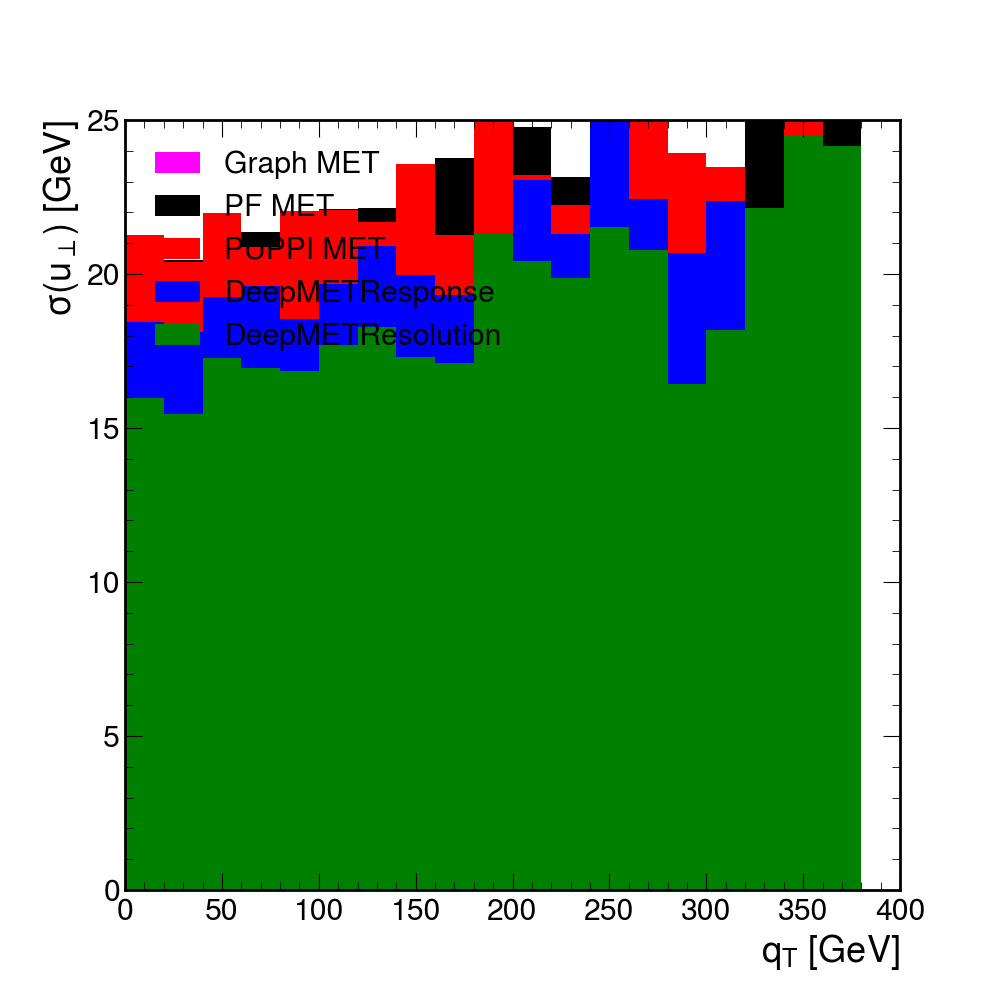 σ(u⊥) [GeV]
25
20
15
10
5
0
Graph MET
PF MET
PUPPI MET
DeepMETResponse
DeepMETResolution
0 50 100 150 200 250 300 350 400
qT [GeV]